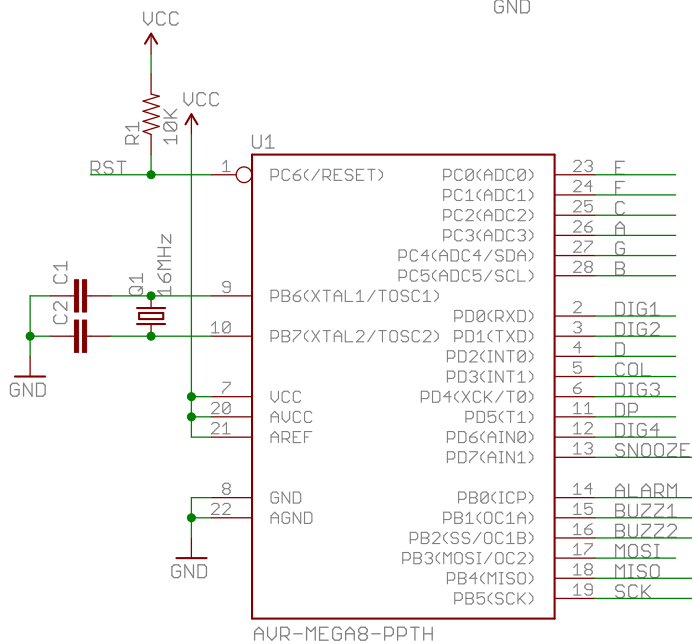 GND
VCC
R1
10K
VCC
RST
U1
1 PC6(/RESET) PC0(ADC0) 23 E
PC1(ADC1) 24 F
PC2(ADC2) 25 C
PC3(ADC3) 26 A
PC4(ADC4/SDA) 27 G
PC5(ADC5/SCL) 28 B
C1
C2
Q1
16MHz
9 PB6(XTAL1/TOSC1)
PD0(RXD) 2 DIG1
10 PB7(XTAL2/TOSC2) PD1(TXD) 3 DIG2
PD2(INT0) 4 D
PD3(INT1) 5 COL
GND
7 VCC PD4(XCK/T0) 6 DIG3
20 AVCC PD5(T1) 11 DP
21 AREF PD6(AIN0) 12 DIG4
PD7(AIN1) 13 SNOOZE
8 GND PB0(ICP) 14 ALARM
22 AGND PB1(OC1A) 15 BUZZ1
PB2(SS/OC1B) 16 BUZZ2
PB3(MOSI/OC2) 17 MOSI
GND
PB4(MISO) 18 MISO
PB5(SCK) 19 SCK
AVR-MEGA8-PPTH